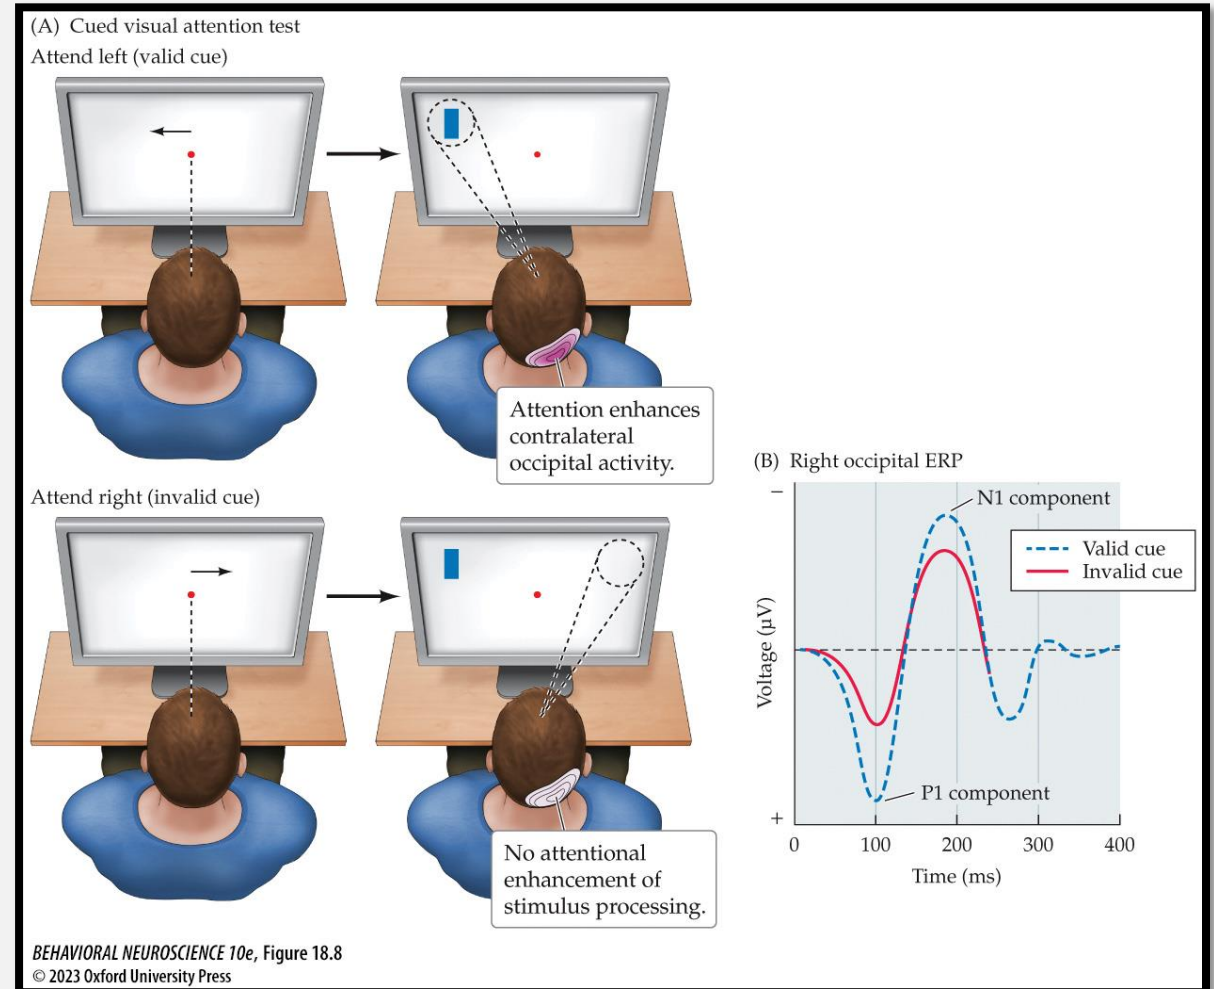 (A) Cued visual attention test
Attend left (valid cue)
Attention enhances
contralateral
occipital activity.
Attend right (invalid cue)
No attentional
enhancement of
stimulus processing.
(B) Right occipital ERP
−
N1 component
Valid cue
Invalid cue
Voltage (µV)
P1 component
+
0 100 200 300 400
Time (ms)
BEHAVIORAL NEUROSCIENCE 10e, Figure 18.8
© 2023 Oxford University Press